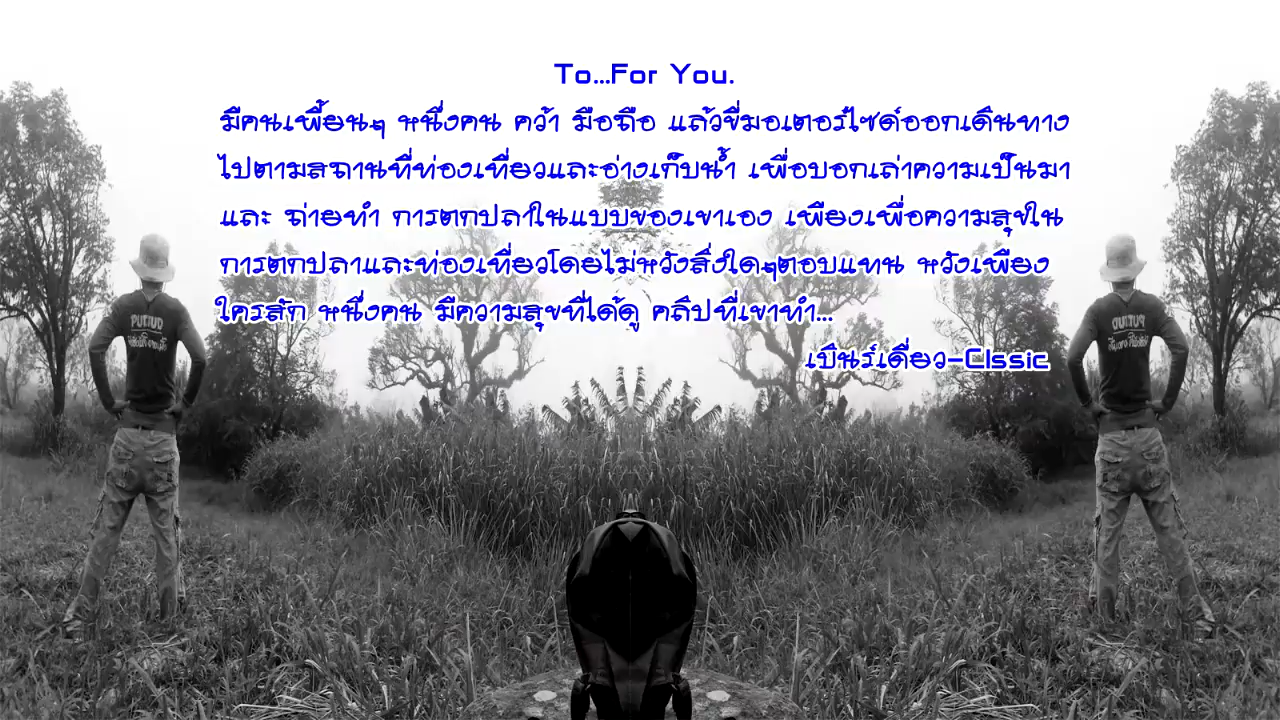 To...For You.
มีคนเพี้ยนๆ หนึ่งคน คว้า มือถือ แล้วขี่มอเตอร์ไซด์ออกเดินทาง
ไปตามสถานที่ท่องเที่ยวและอ่างเก็บน้ำ เพื่อบอกเล่าความเป็นมา
และ ถ่ายทำ การตกปลาในแบบของเขาเอง เพียงเพื่อความสุขใน
การตกปลาและท่องเที่ยวโดยไม่หวังสิ่งใดๆตอบแทน หวังเพียง
ใครสัก หนึ่งคน มีความสุขที่ได้ดู คลิปที่เขาทำ...
เบินร์เดี่ยว-Clssic